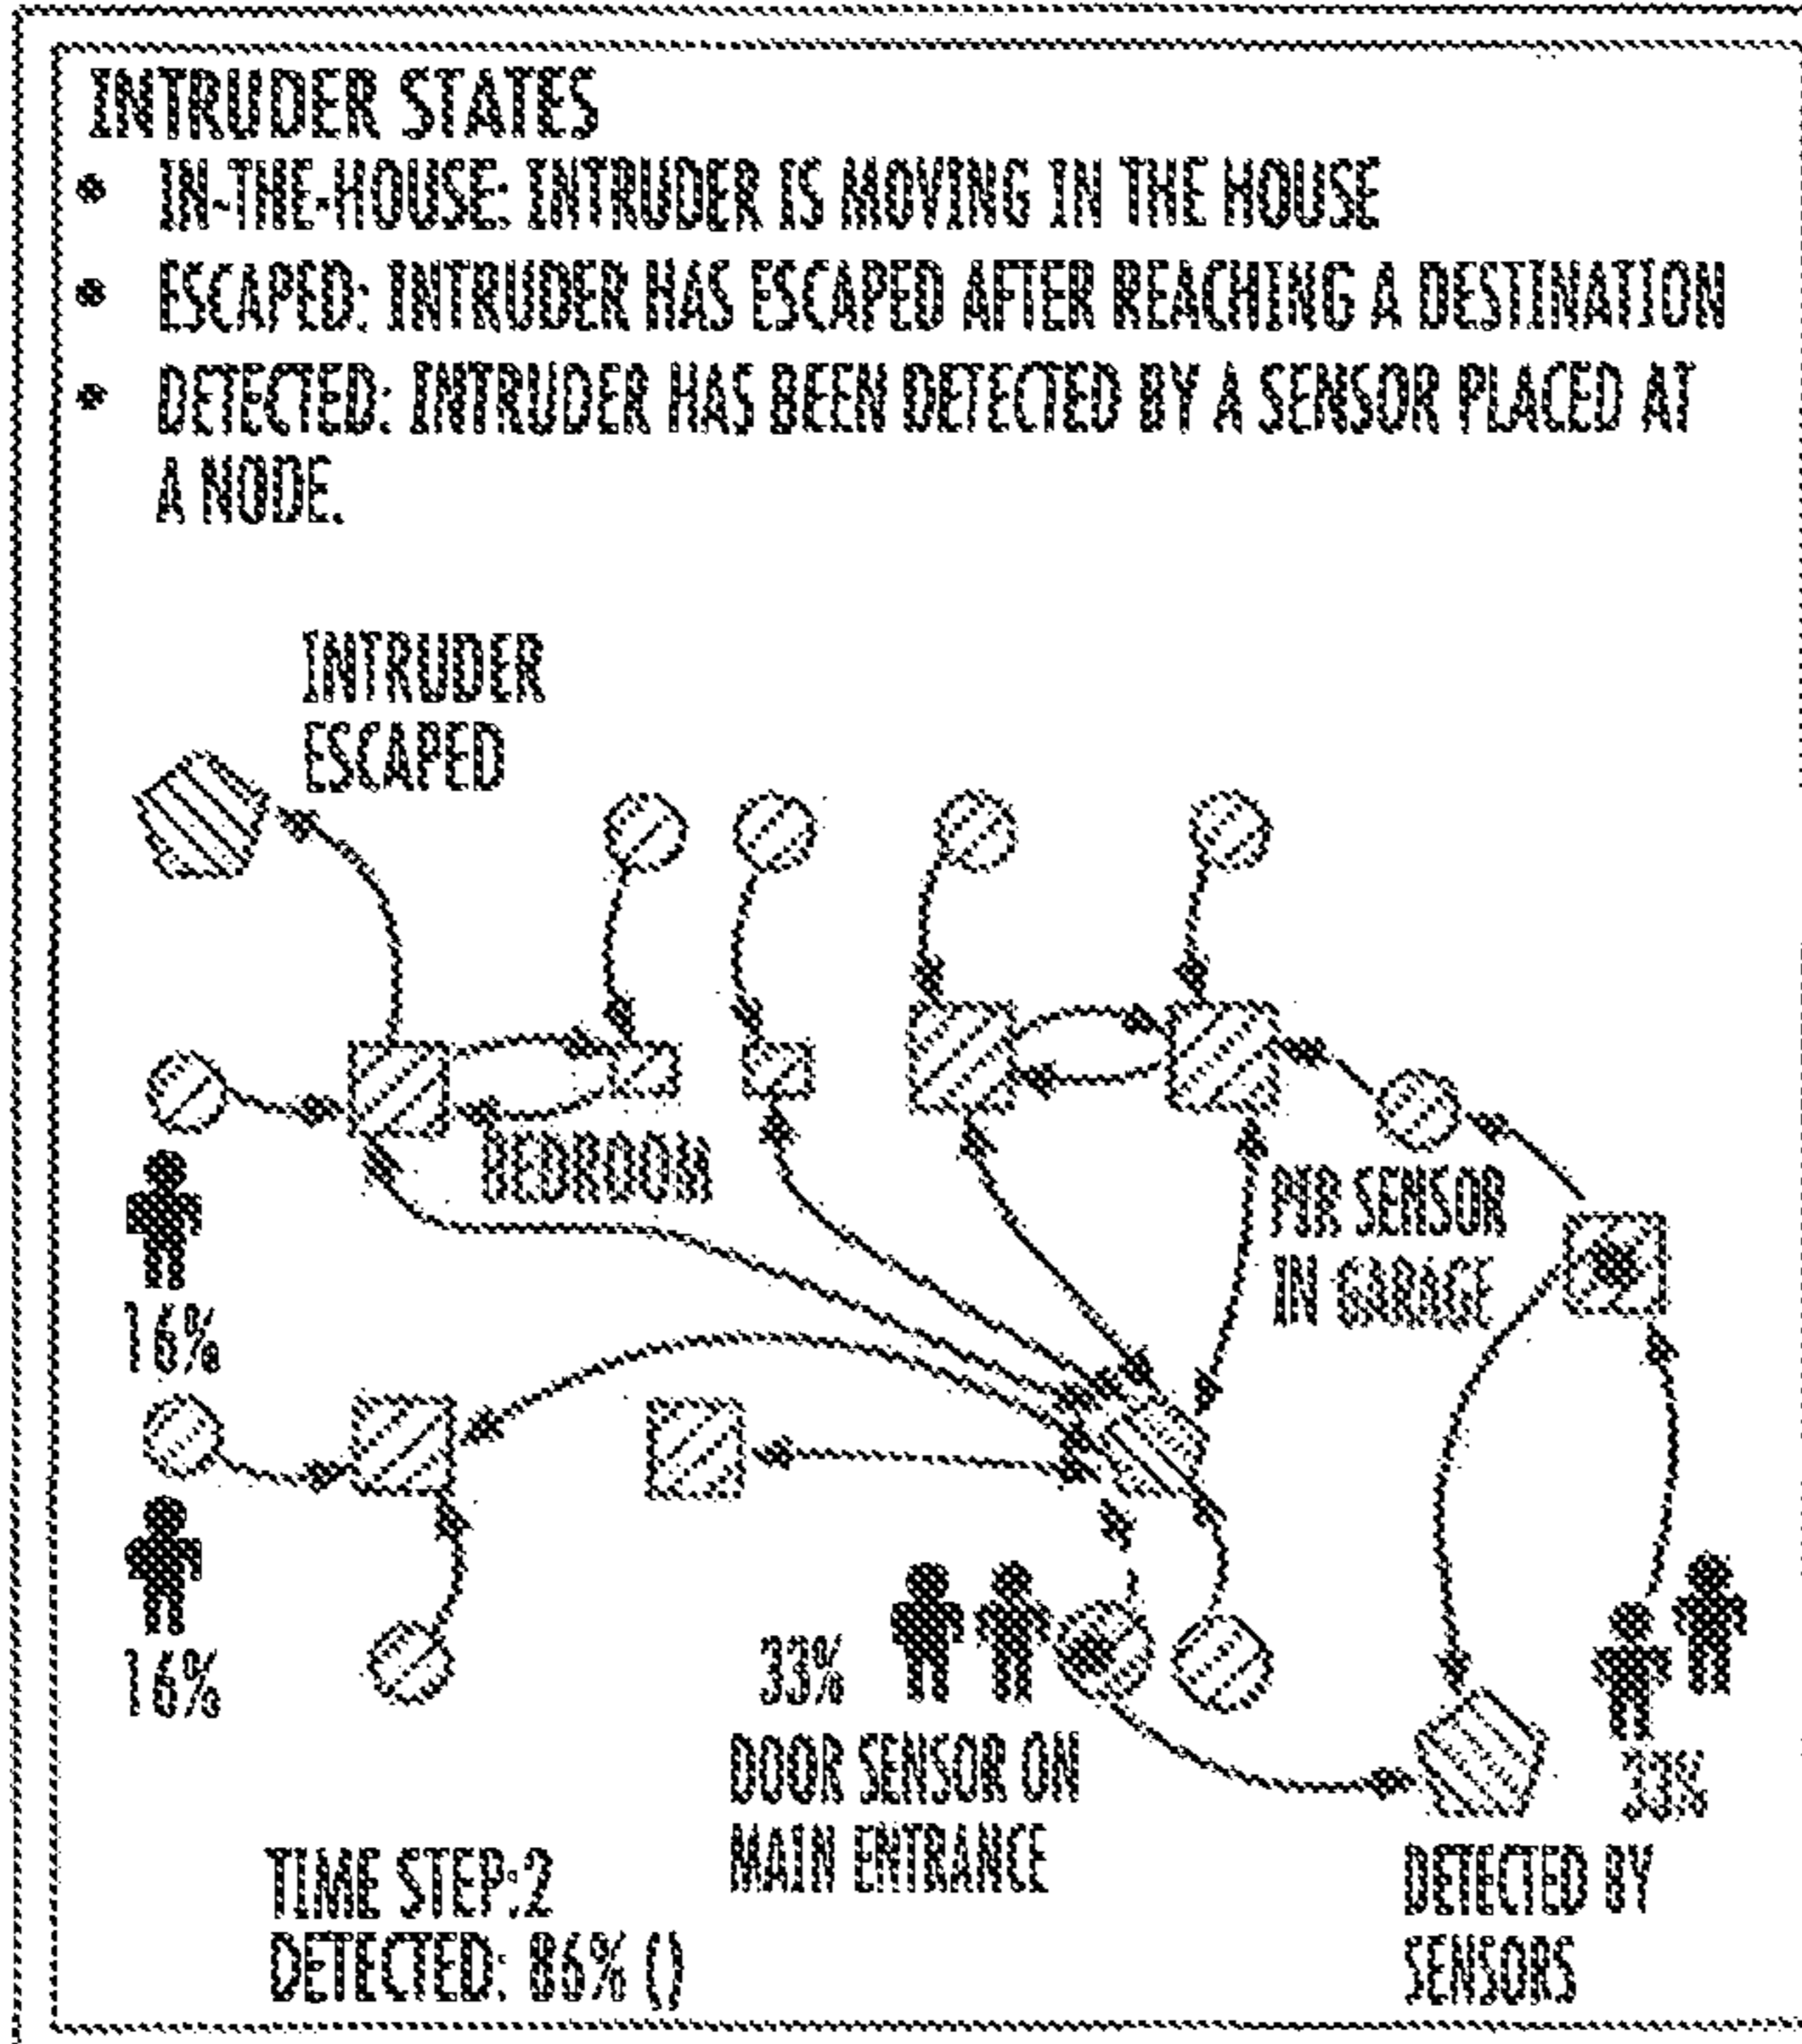 INTRUDER STATES
• IN-THE-HOUSE: INTRUDER IS MOVING IN THE HOUSE
• ESCAPED: INTRUDER HAS ESCAPED AFTER REACHING A DESTINATION
• DETECTED: INTRUDER HAS BEEN DETECTED BY A SENSOR PLACED AT
A NODE.
INTRUDER
ESCAPED
BEDROOM
PIR SENSOR
IN GARAGE
16%
16%
33%
DOOR SENSOR ON
MAIN ENTRANCE
33%
DETECTED BY
SENSORS
TIME STEP:2
DETECTED: 86% ()